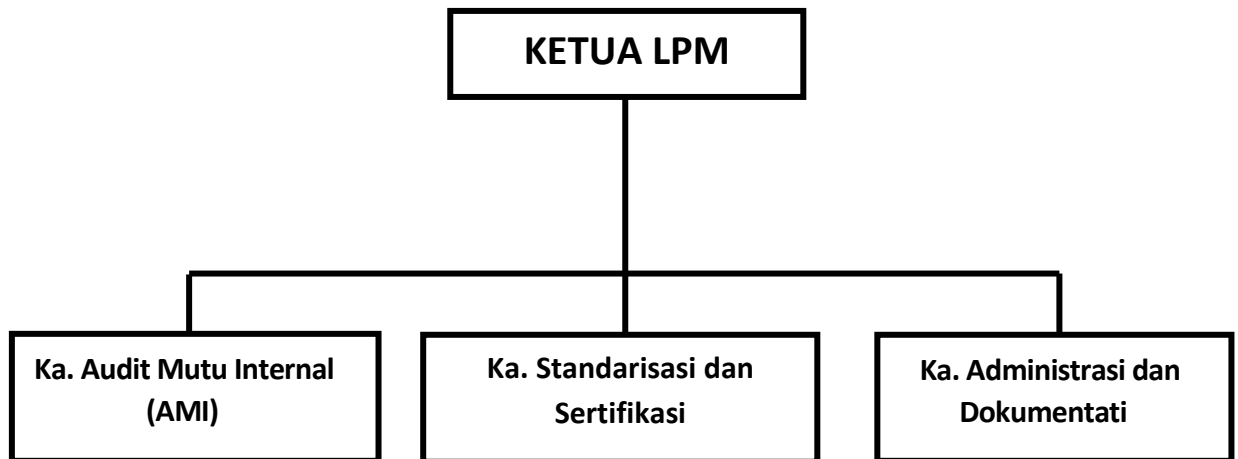 KETUA LPM
Ka. Audit Mutu Internal
(AMI)
Ka. Standarisasi dan
Sertifikasi
Ka. Administrasi dan
Dokumentati